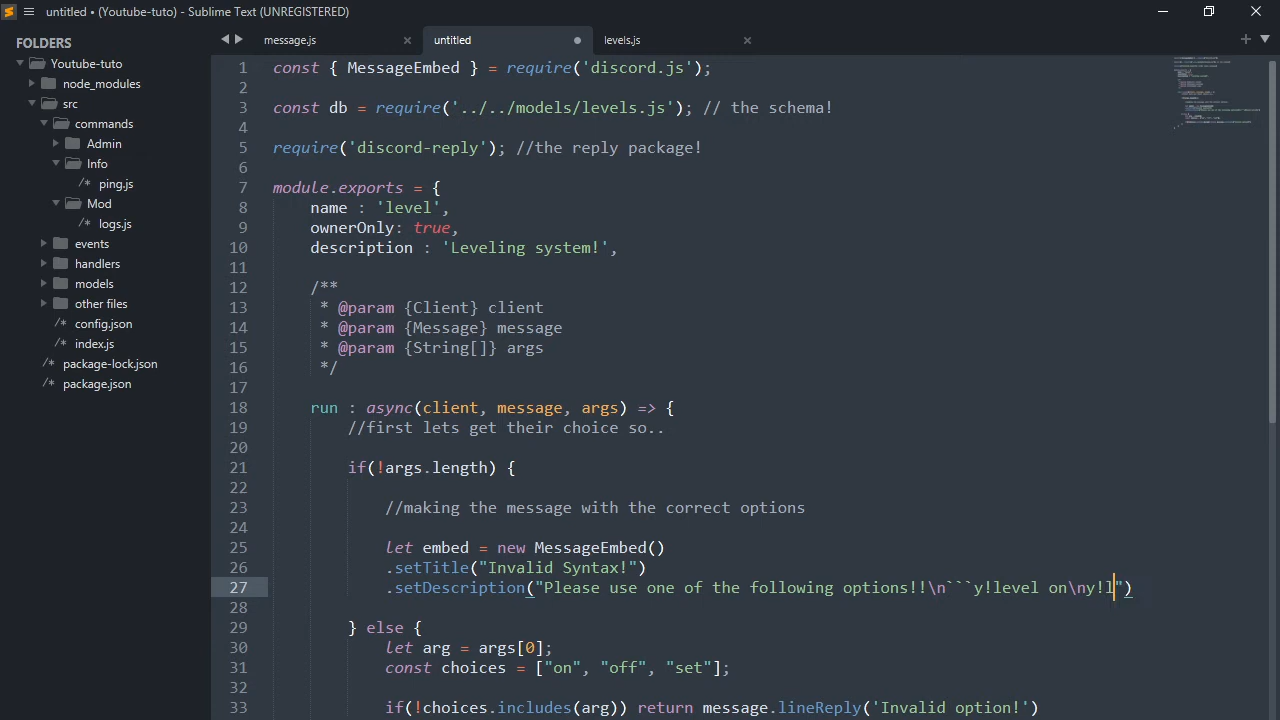 untitled • (Youtube-tuto) - Sublime Text (UNREGISTERED)
FOLDERS
Youtube-tuto
node_modules
src
commands
Admin
Info
/* ping.js
Mod
/* logs.js
events
handlers
models
other files
/* config.json
/* index.js
/* package-lock.json
/* package.json
message.js
untitled
levels.js
1 const { MessageEmbed } = require('discord.js');
2
3 const db = require('../../models/levels.js'); // the schema!
4
5 require('discord-reply'); //the reply package!
6
7 module.exports = {
8 name : 'level',
9 ownerOnly: true,
10 description : 'Leveling system!',
11
12 /**
13 * @param {Client} client
14 * @param {Message} message
15 * @param {String[]} args
16 */
17
18 run : async(client, message, args) => {
19 //first lets get their choice so..
20
21 if(!args.length) {
22
23 //making the message with the correct options
24
25 let embed = new MessageEmbed()
26 .setTitle("Invalid Syntax!")
27 .setDescription("Please use one of the following options!!\n```y!level on\ny!l")
28
29 } else {
30 let arg = args[0];
31 const choices = ["on", "off", "set"];
32
33 if(!choices.includes(arg)) return message.lineReply('Invalid option!')